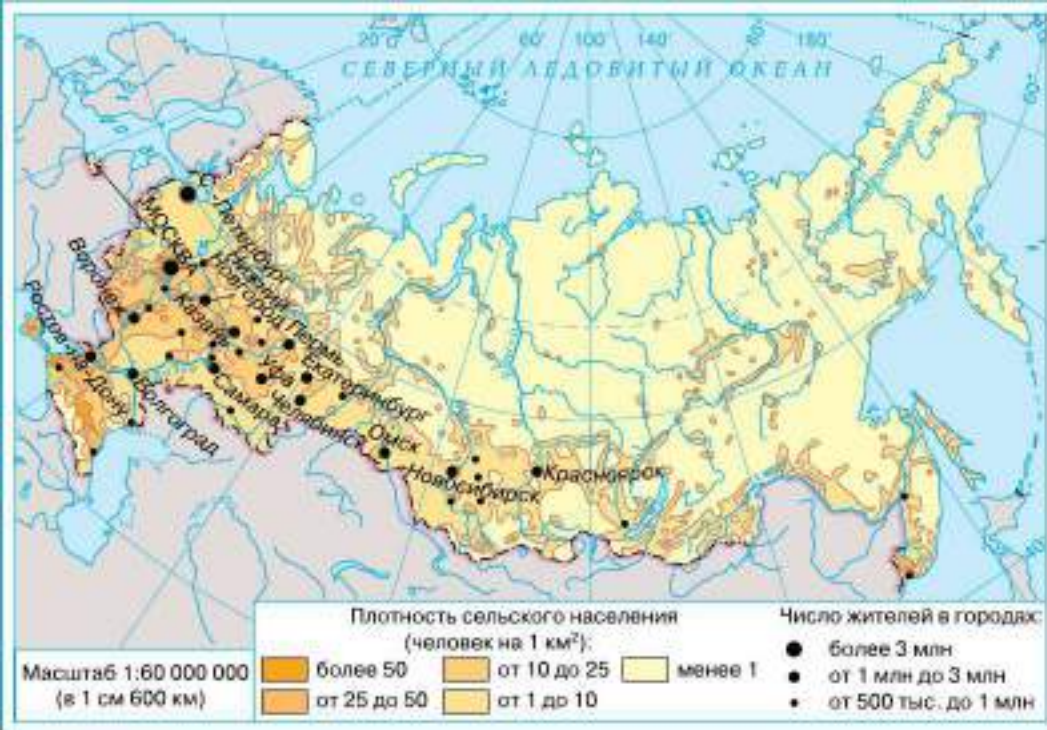 20°
60°
100°
140°
180°
СЕВЕРНЫЙ ЛЕДОВИТЫЙ ОКЕАН
С.-Петербург
МОСКВА
Нижний
Новгород
Воронеж
Казань
Пермь
Ростов-на-Дону
Уфа
Екатеринбург
Волгоград
Самара
Челябинск
Омск
Новосибирск
Красноярск
Масштаб 1:60 000 000
(в 1 см 600 км)
Плотность сельского населения
(человек на 1 км²):
более 50
от 10 до 25
менее 1
от 25 до 50
от 1 до 10
Число жителей в городах:
более 3 млн
от 1 млн до 3 млн
от 500 тыс. до 1 млн